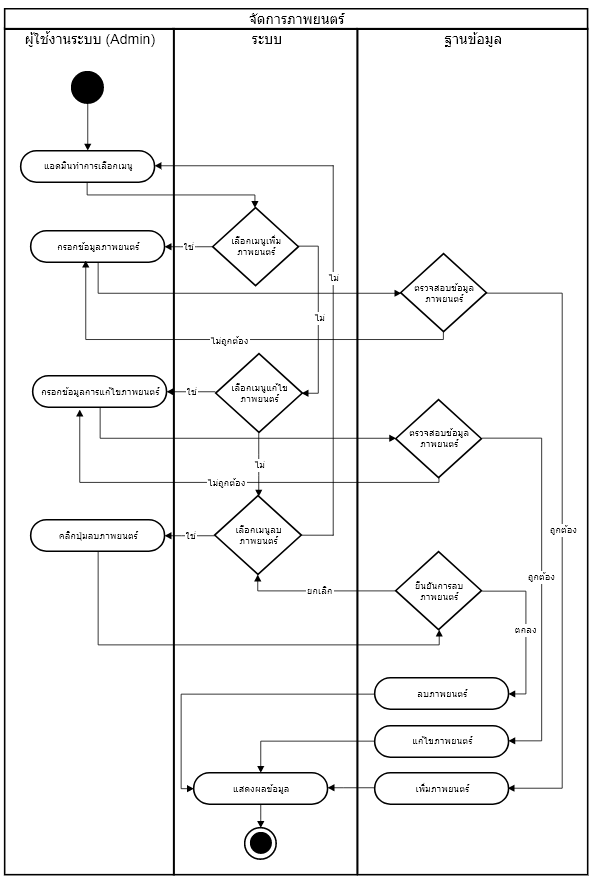 จัดการภาพยนตร์
ผู้ใช้งานระบบ (Admin)
ระบบ
ฐานข้อมูล
แอดมินทำการเลือกเมนู
เลือกเมนูเพิ่ม
ภาพยนตร์
ใช่
กรอกข้อมูลภาพยนตร์
ไม่
ตรวจสอบข้อมูล
ภาพยนตร์
ไม่
ไม่ถูกต้อง
เลือกเมนูแก้ไข
ภาพยนตร์
ใช่
กรอกข้อมูลการแก้ไขภาพยนตร์
ตรวจสอบข้อมูล
ภาพยนตร์
ไม่
ไม่ถูกต้อง
เลือกเมนูลบ
ภาพยนตร์
ใช่
คลิกปุ่มลบภาพยนตร์
ถูกต้อง
ถูกต้อง
ยืนยันการลบ
ภาพยนตร์
ยกเลิก
ตกลง
ลบภาพยนตร์
แก้ไขภาพยนตร์
เพิ่มภาพยนตร์
แสดงผลข้อมูล